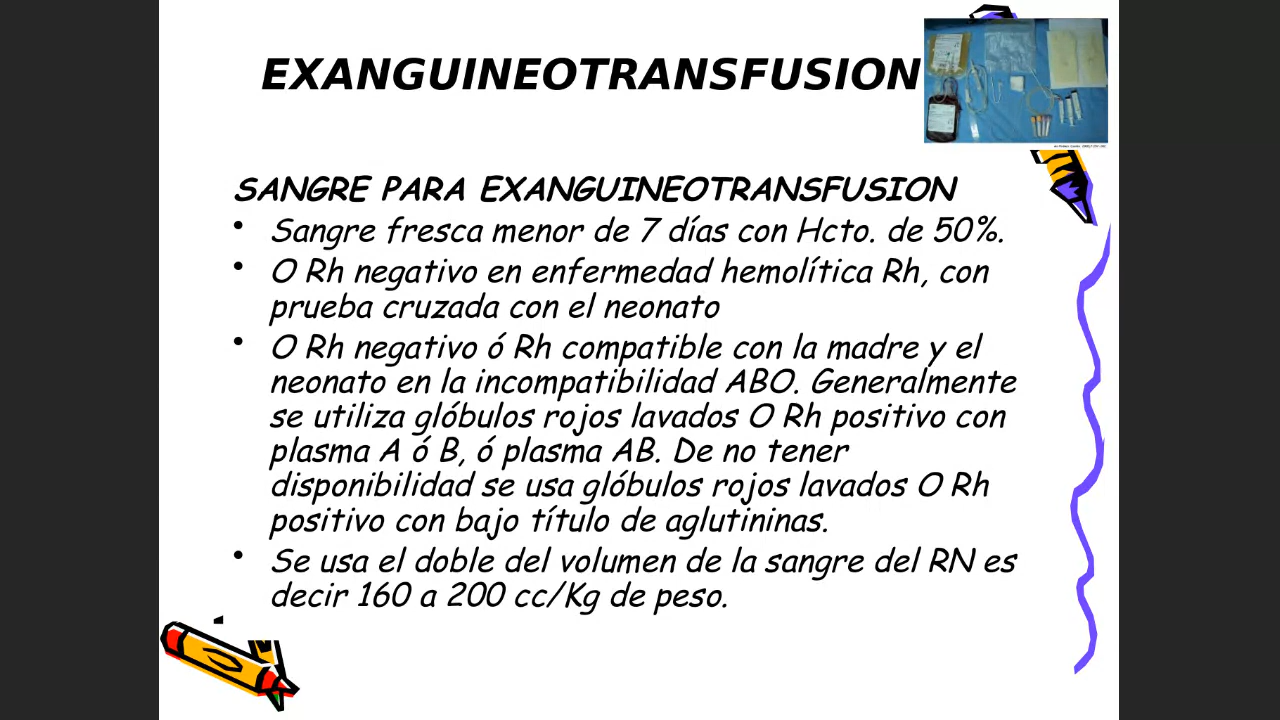 EXANGUINEOTRANSFUSION
SANGRE PARA EXANGUINEOTRANSFUSION
• Sangre fresca menor de 7 días con Hcto. de 50%.
• O Rh negativo en enfermedad hemolítica Rh, con
prueba cruzada con el neonato
• O Rh negativo ó Rh compatible con la madre y el
neonato en la incompatibilidad ABO. Generalmente
se utiliza glóbulos rojos lavados O Rh positivo con
plasma A ó B, ó plasma AB. De no tener
disponibilidad se usa glóbulos rojos lavados O Rh
positivo con bajo título de aglutininas.
• Se usa el doble del volumen de la sangre del RN es
decir 160 a 200 cc/Kg de peso.